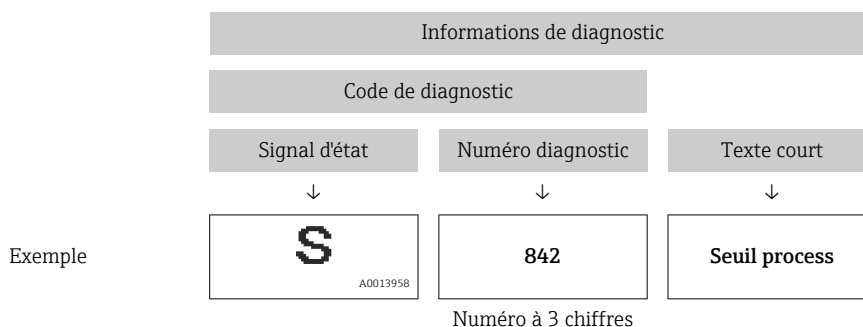 Informations de diagnostic
Code de diagnostic
Signal d'état Numéro diagnostic Texte court
↓ ↓ ↓
Exemple S 842 Seuil process
A0013958
Numéro à 3 chiffres